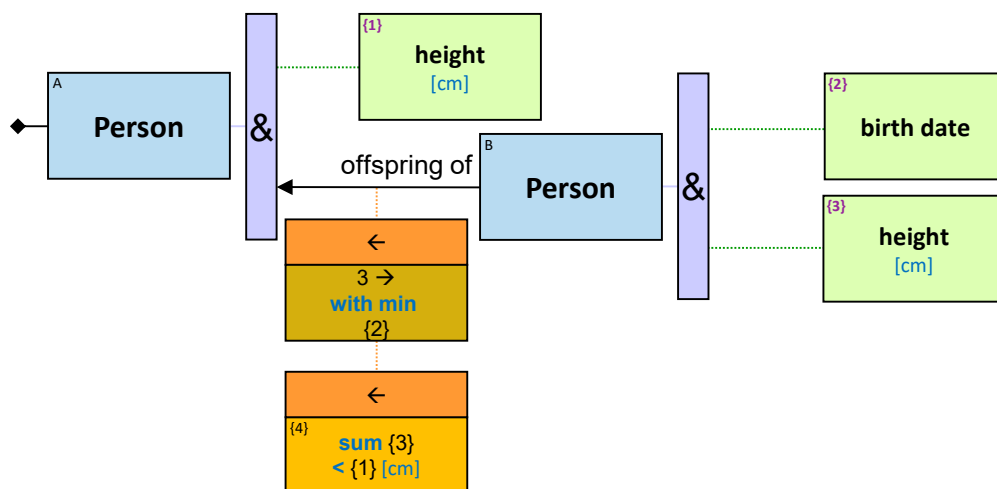 {1}
height
[cm]
A
Person
&
{2}
birth date
offspring of
B
Person
&
{3}
height
[cm]
←
3 →
with min
{2}
←
{4}
sum {3}
< {1} [cm]